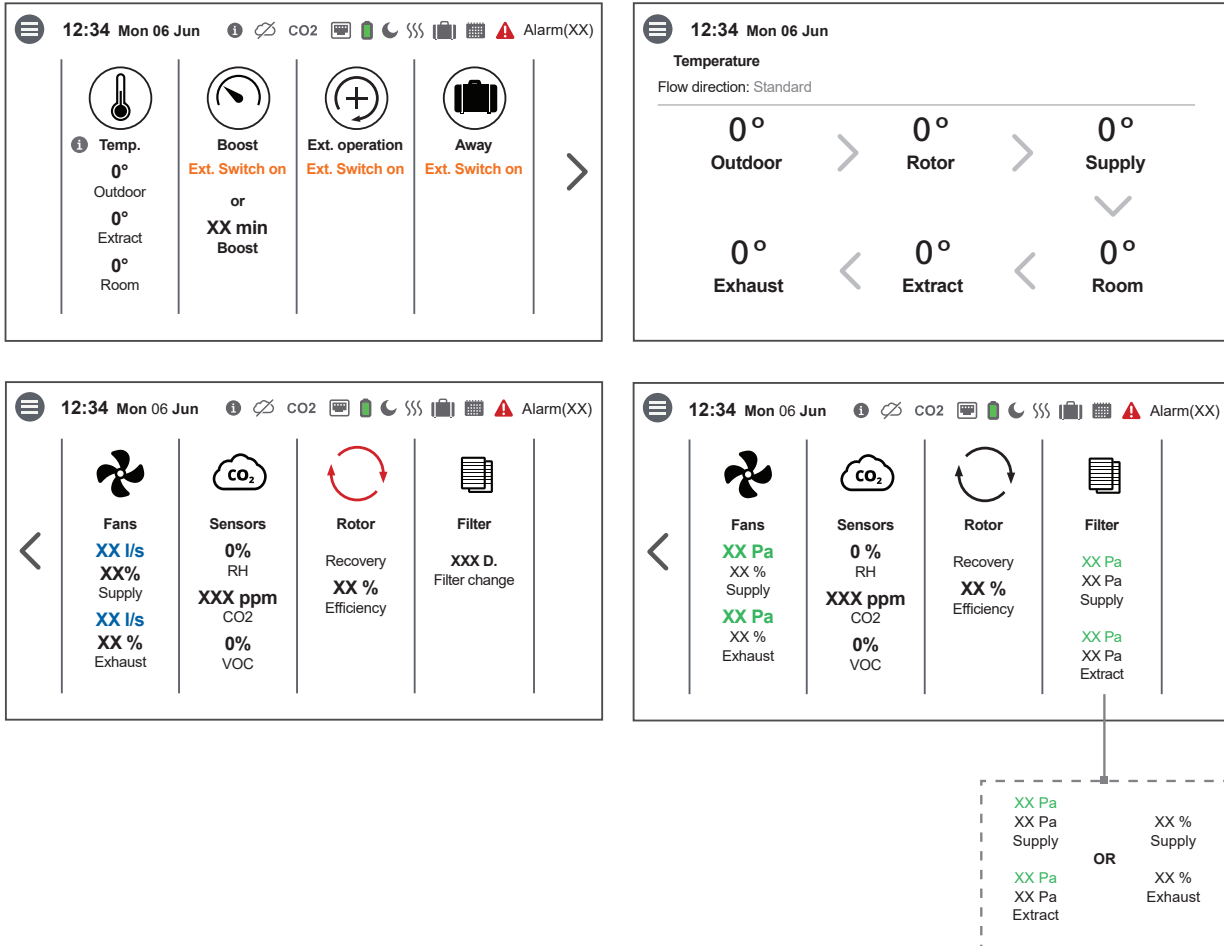 12:34 Mon 06 Jun CO2 Alarm(XX)
Temp.
0°
Outdoor
0°
Extract
0°
Room
Boost
Ext. Switch on
or
XX min
Boost
Ext. operation
Ext. Switch on
Away
Ext. Switch on
12:34 Mon 06 Jun
Temperature
Flow direction: Standard
0° 0° 0°
Outdoor Rotor Supply
0° 0° 0°
Exhaust Extract Room
12:34 Mon 06 Jun CO2 Alarm(XX)
Fans
XX l/s
XX%
Supply
XX l/s
XX %
Exhaust
CO₂
Sensors
0%
RH
XXX ppm
CO2
0%
VOC
Rotor
Recovery
XX %
Efficiency
Filter
XXX D.
Filter change
12:34 Mon 06 Jun CO2 Alarm(XX)
Fans
XX Pa
XX %
Supply
XX Pa
XX %
Exhaust
CO₂
Sensors
0 %
RH
XXX ppm
CO2
0%
VOC
Rotor
Recovery
XX %
Efficiency
Filter
XX Pa
XX Pa
Supply
XX Pa
XX Pa
Extract
XX Pa
XX Pa
Supply
XX Pa
XX Pa
Extract
OR
XX %
Supply
XX %
Exhaust